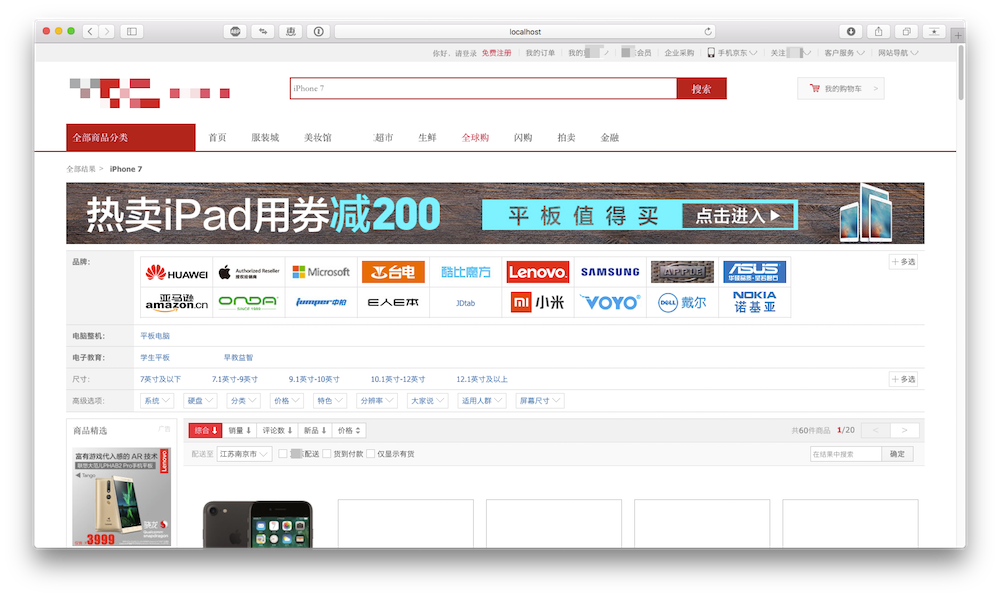 localhost
你好，请登录 免费注册 我的订单 我的 会员 企业采购 手机京东 关注 客户服务 网站导航
iPhone 7 搜索 我的购物车 >
全部商品分类 首页 服装城 美妆馆 超市 生鲜 全球购 闪购 拍卖 金融
全部结果 > iPhone 7
热卖iPad用券减200 平板值得买 点击进入
品牌： HUAWEI Authorized Reseller Microsoft 台电 酷比魔方 Lenovo. SAMSUNG APPLE ASUS + 多选
亚马逊 amazon.cn ONDA Jumper中柏 E人E本 JDtab mi 小米 VOYO DELL 戴尔 NOKIA 诺基亚
电脑整机： 平板电脑
电子教育： 学生平板 早教益智
尺寸： 7英寸及以下 7.1英寸-9英寸 9.1英寸-10英寸 10.1英寸-12英寸 12.1英寸及以上 + 多选
高级选项： 系统 硬盘 分类 价格 特色 分辨率 大家说 适用人群 屏幕尺寸
商品精选 广告 综合 销量 评论数 新品 价格 共60件商品 1/20 < >
配送至 江苏南京市 配送 货到付款 仅显示有货 在结果中搜索 确定
富有游戏代入感的 AR 技术
PHAB2 Pro手机平板
Lenovo
Tango
骁龙
Qualcomm
snapdragon
3999